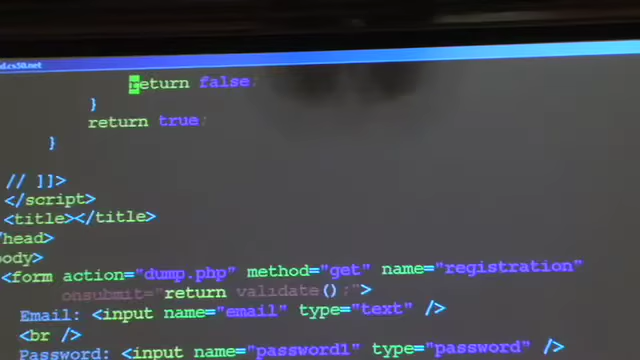 d.cs50.net
return false;
}
return true;
}
// ]]>
</script>
<title></title>
/head>
body>
<form action="dump.php" method="get" name="registration"
onsubmit="return validate();">
Email: <input name="email" type="text" />
<br />
Password: <input name="password1" type="password" />